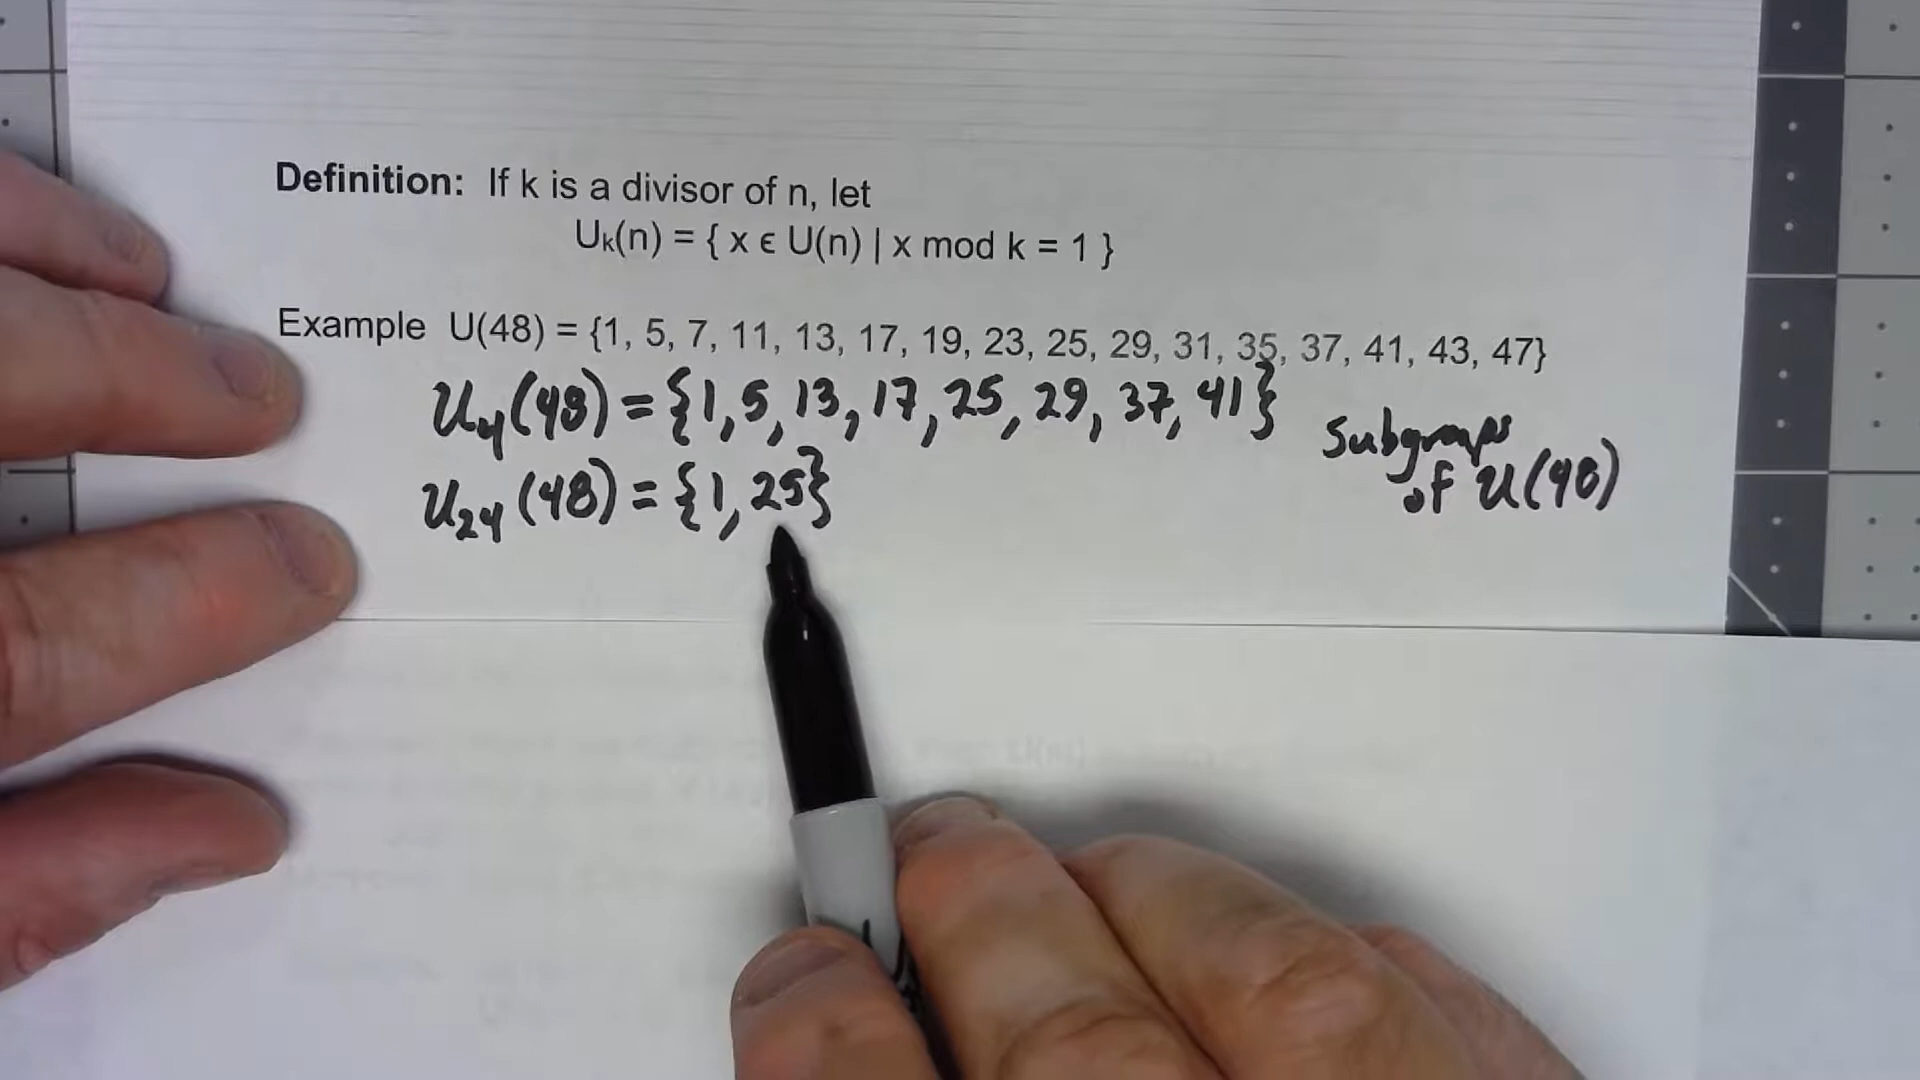 Definition: If k is a divisor of n, let
Uk(n) = { x ϵ U(n) | x mod k = 1 }
Example U(48) = {1, 5, 7, 11, 13, 17, 19, 23, 25, 29, 31, 35, 37, 41, 43, 47}
U₄(48) = {1, 5, 13, 17, 25, 29, 37, 41}
subgroups
of U(48)
U₂₄(48) = {1, 25}